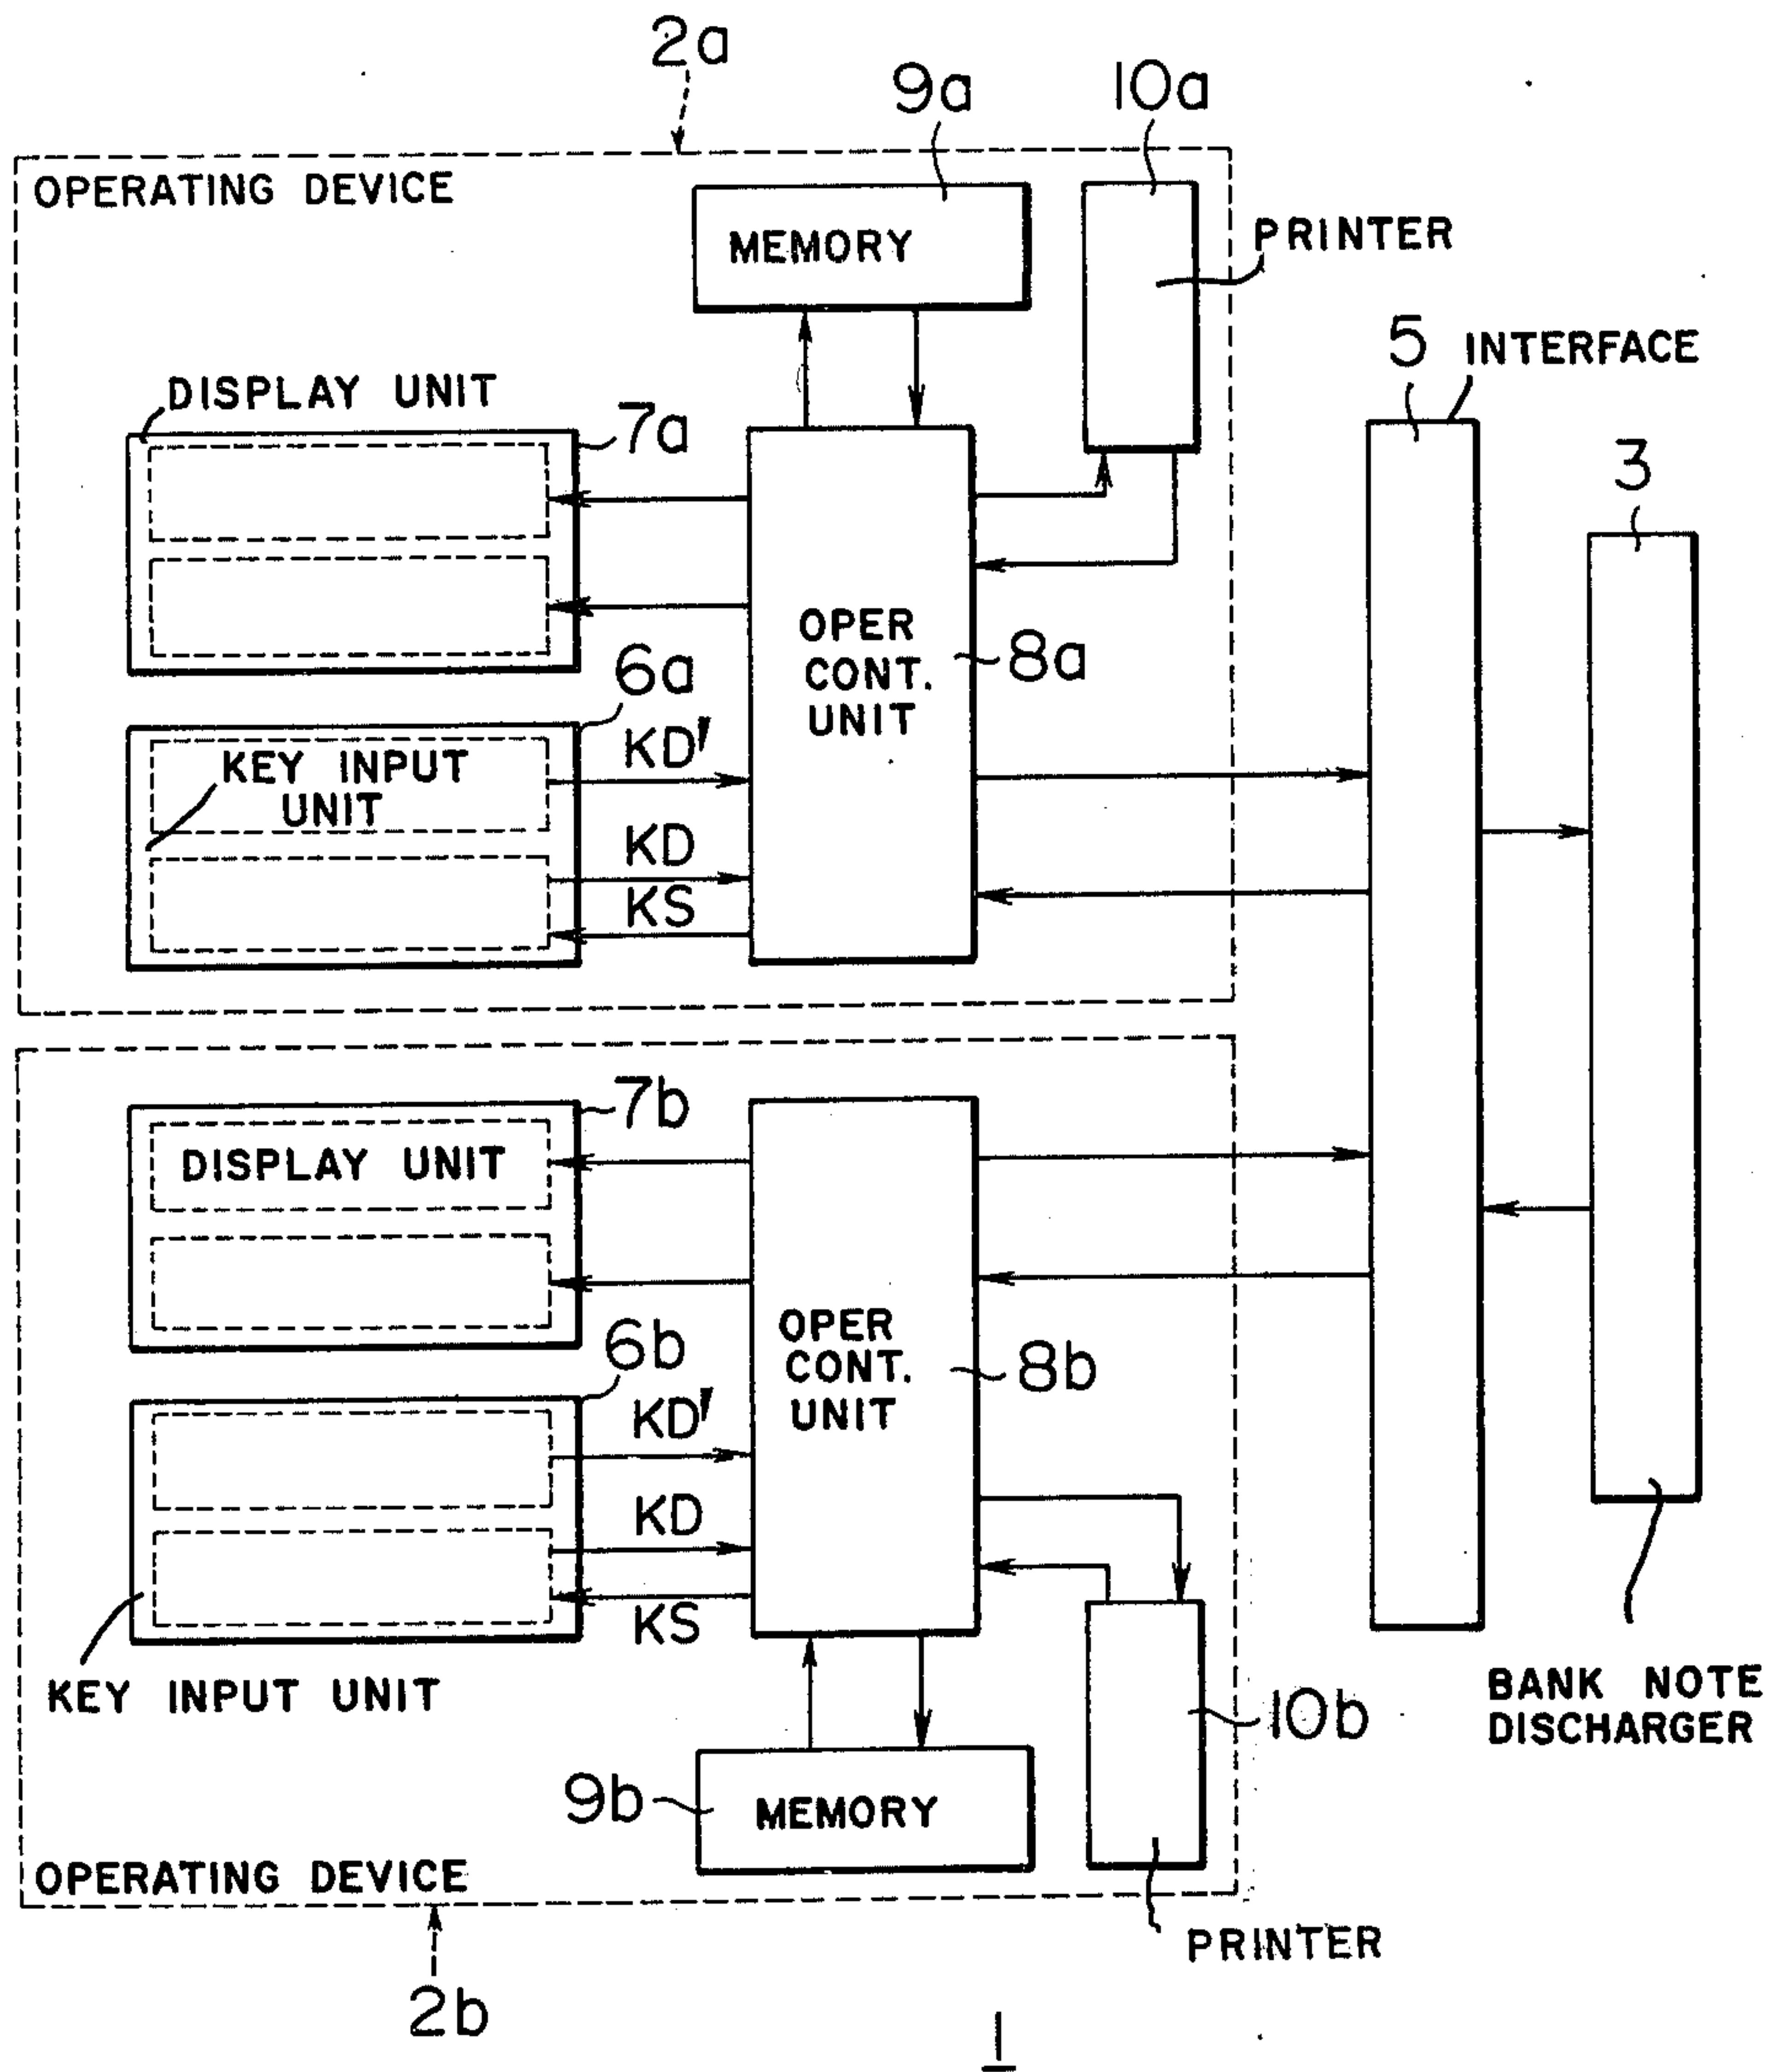 2a
9a
10a
OPERATING DEVICE
MEMORY
PRINTER
5 INTERFACE
DISPLAY UNIT
7a
3
OPER
CONT.
UNIT
8a
6a
KD'
KEY INPUT
UNIT
KD
KS
7b
DISPLAY UNIT
OPER
CONT.
UNIT
8b
6b
KD'
KD
KS
KEY INPUT UNIT
BANK NOTE
DISCHARGER
10b
9b
MEMORY
OPERATING DEVICE
PRINTER
2b
1